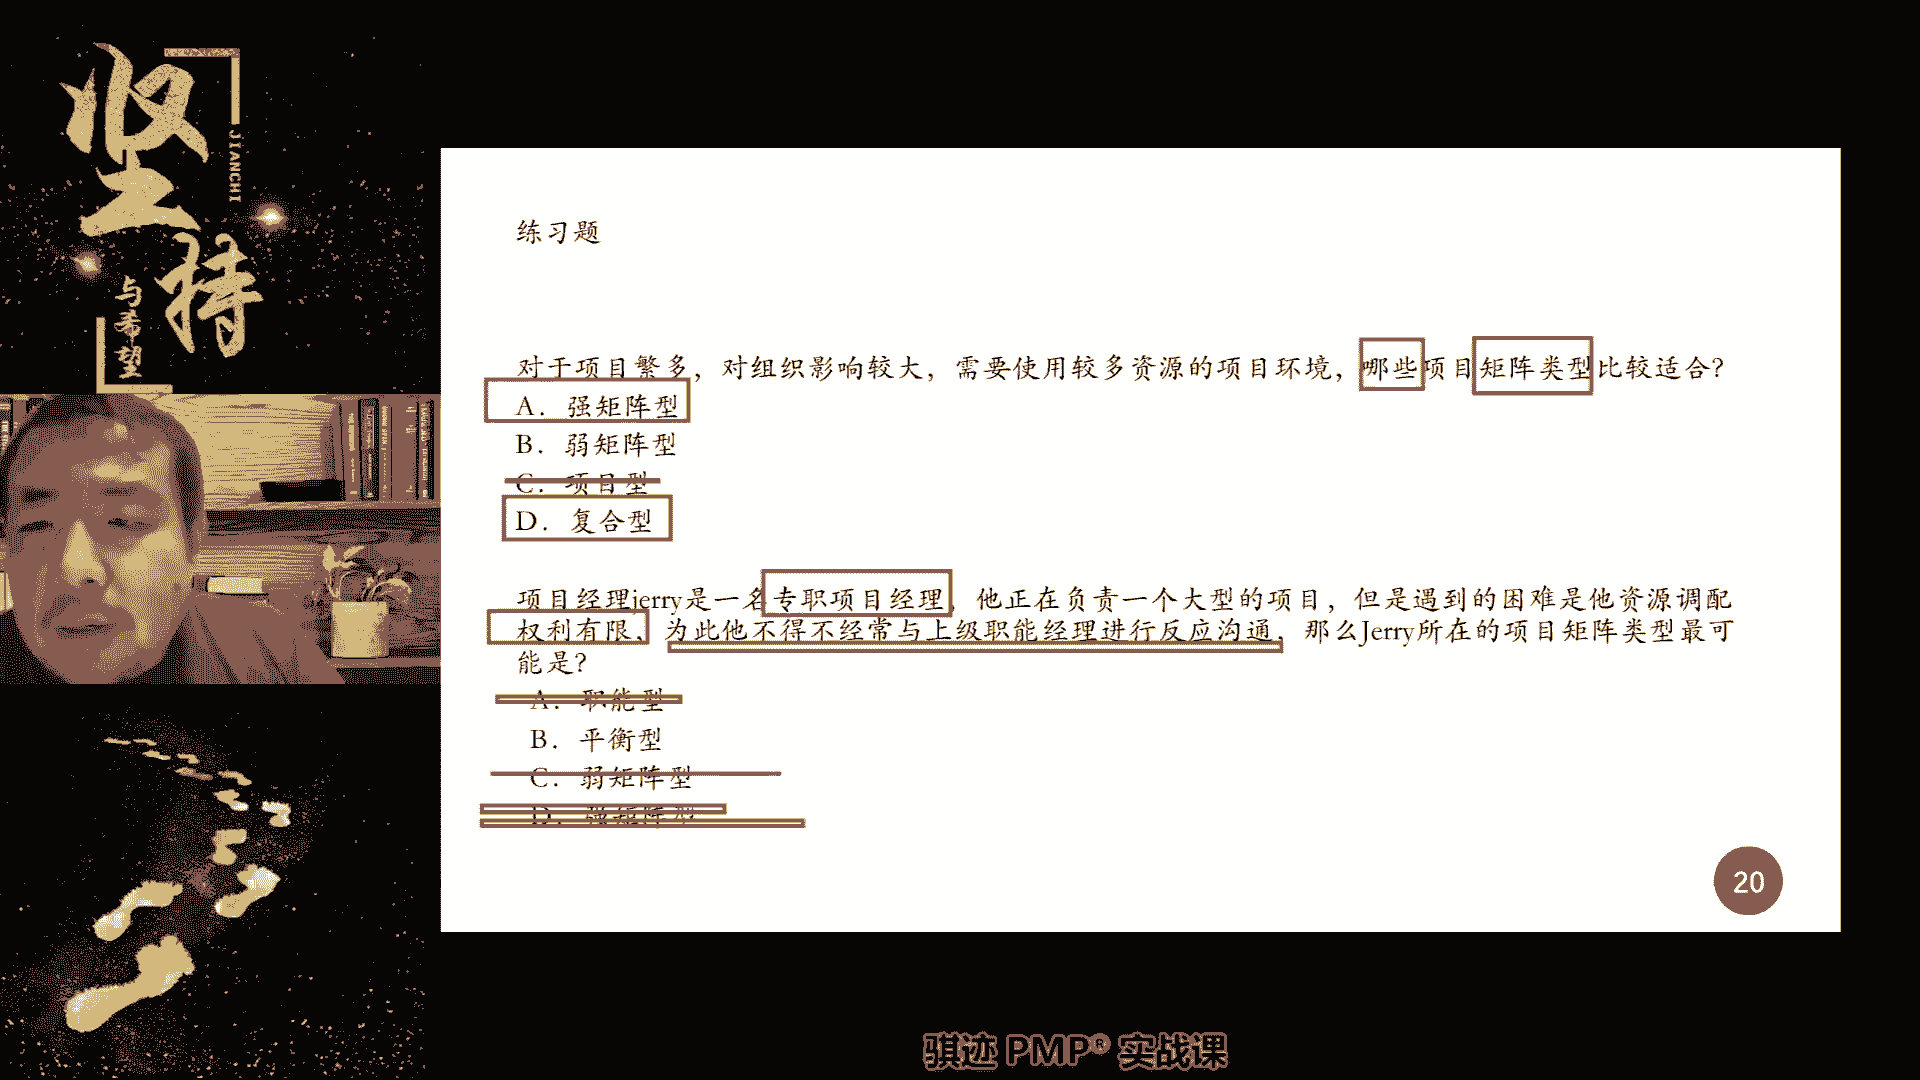 坚持
JIANCHI
与希望
练习题
对于项目繁多，对组织影响较大，需要使用较多资源的项目环境，哪些项目矩阵类型比较适合？
A．强矩阵型
B．弱矩阵型
C．项目型
D．复合型
项目经理jerry是一名专职项目经理，他正在负责一个大型的项目，但是遇到的困难是他资源调配
权利有限，为此他不得不经常与上级职能经理进行反应沟通，那么Jerry所在的项目矩阵类型最可
能是？
A．职能型
B．平衡型
C．弱矩阵型
D．强矩阵型
20
骐迹 PMP® 实战课